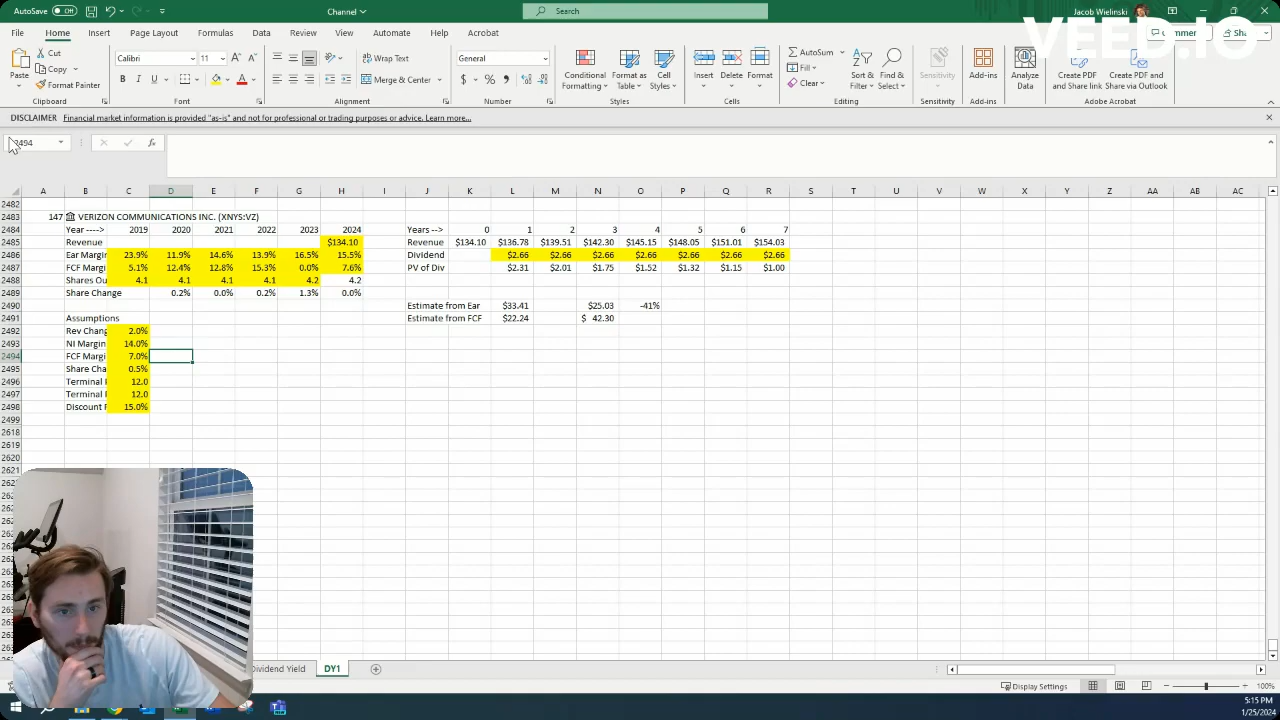 AutoSave Off Channel Search Jacob Wielinski
VEED.IO
File Home Insert Page Layout Formulas Data Review View Automate Help Acrobat
Paste Cut Copy Format Painter
Calibri 11 Wrap Text General
B I U Merge & Center $ %
Conditional Formatting Format as Table Cell Styles Insert Delete Format
AutoSum Fill Clear Sort & Filter Find & Select Sensitivity Add-ins Analyze Data
Create PDF and Share link Create PDF and Share via Outlook
Clipboard Font Alignment Number Styles Cells Editing Sensitivity Add-ins Adobe Acrobat
DISCLAIMER Financial market information is provided "as-is" and not for professional or trading purposes or advice. Learn more...
fx
A B C D E F G H I J K L M N O P Q R S T U V W X Y Z AA AB AC
2482
2483 147 VERIZON COMMUNICATIONS INC. (XNYS:VZ)
2484 Year ----> 2019 2020 2021 2022 2023 2024 Years --> 0 1 2 3 4 5 6 7
2485 Revenue $134.10 Revenue $134.10 $136.78 $139.51 $142.30 $145.15 $148.05 $151.01 $154.03
2486 Ear Margin 23.9% 11.9% 14.6% 13.9% 16.5% 15.5% Dividend $2.66 $2.66 $2.66 $2.66 $2.66 $2.66 $2.66
2487 FCF Margi 5.1% 12.4% 12.8% 15.3% 0.0% 7.6% PV of Div $2.31 $2.01 $1.75 $1.52 $1.32 $1.15 $1.00
2488 Shares Ou 4.1 4.1 4.1 4.1 4.2 4.2
2489 Share Change 0.2% 0.0% 0.2% 1.3% 0.0%
2490 Estimate from Ear $33.41 $25.03 -41%
2491 Assumptions Estimate from FCF $22.24 $ 42.30
2492 Rev Chang 2.0%
2493 NI Margin 14.0%
2494 FCF Margi 7.0%
2495 Share Cha 0.5%
2496 Terminal 12.0
2497 Terminal 12.0
2498 Discount 15.0%
2499
2618
2619
2620
Dividend Yield DY1
Display Settings 100%
5:15 PM
1/25/2024